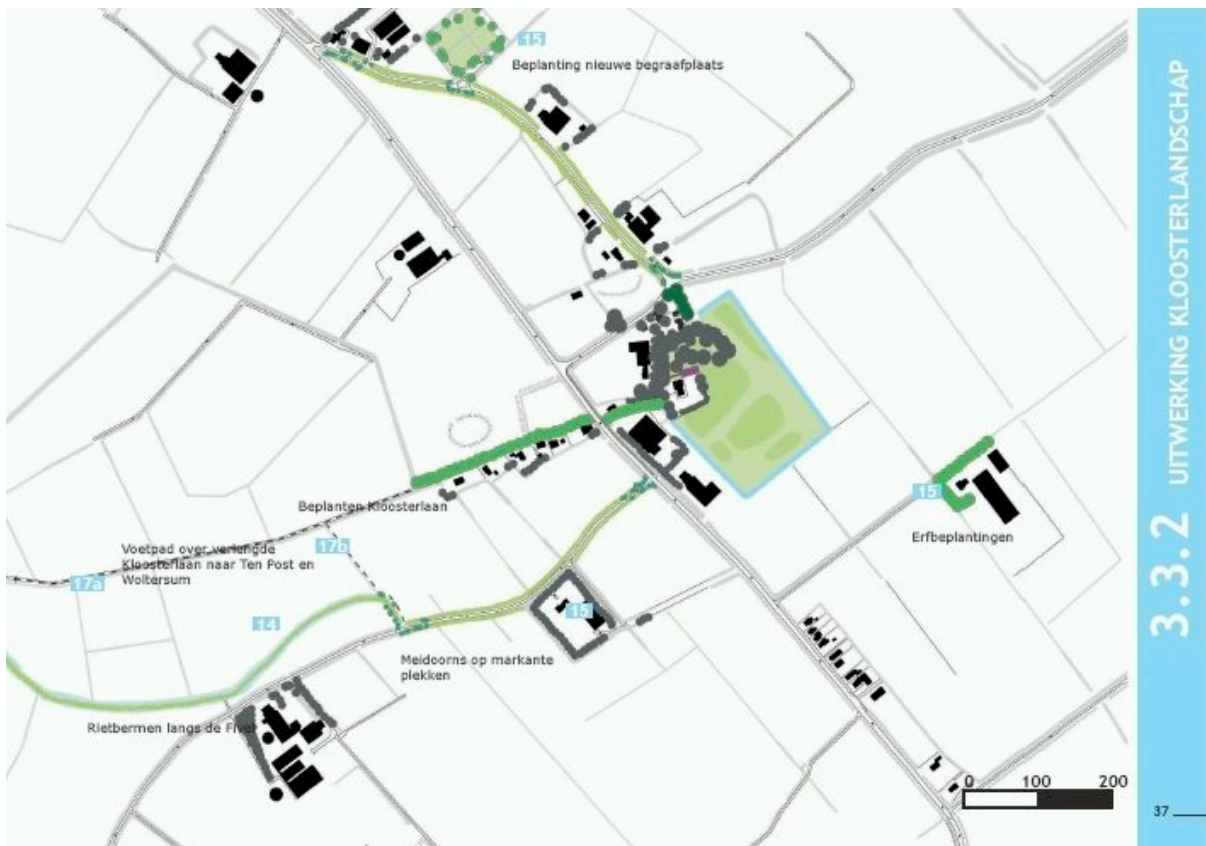 15
Beplanting nieuwe begraafplaats
Beplanten Kloosterlaan
15
Erfbeplantingen
Voetpad over verlengde
Kloosterlaan naar Ten Post en
Woltersum
17b
17a
14
15
Meidoorns op markante
plekken
Rietbermen langs de Fivel
0 100 200
3.3.2 UITWERKING KLOOSTERLANDSCHAP
37